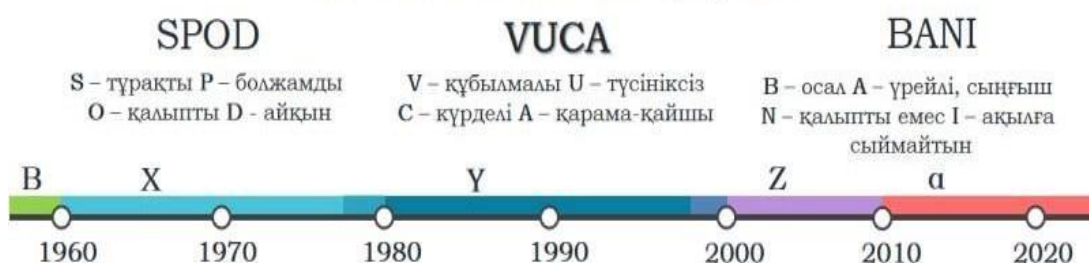 SPOD
S – тұрақты P – болжамды
O – қалыпты D - айқын
VUCA
V – құбылмалы U – түсініксіз
C – күрделі A – қарама-қайшы
BANI
B – осал A – үрейлі, сыңғыш
N – қалыпты емес I – ақылға
сыймайтын
B X Y Z α
1960 1970 1980 1990 2000 2010 2020